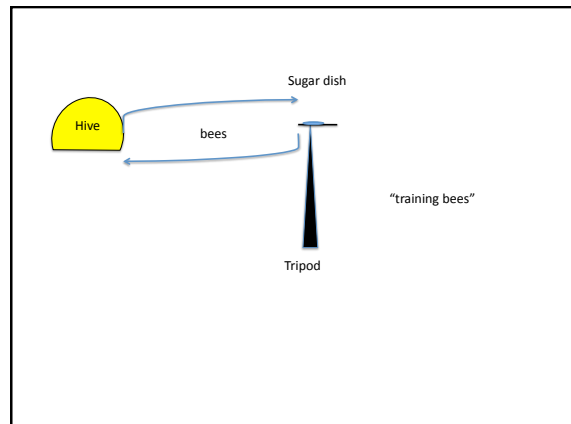 Sugar dish
Hive
bees
“training bees”
Tripod